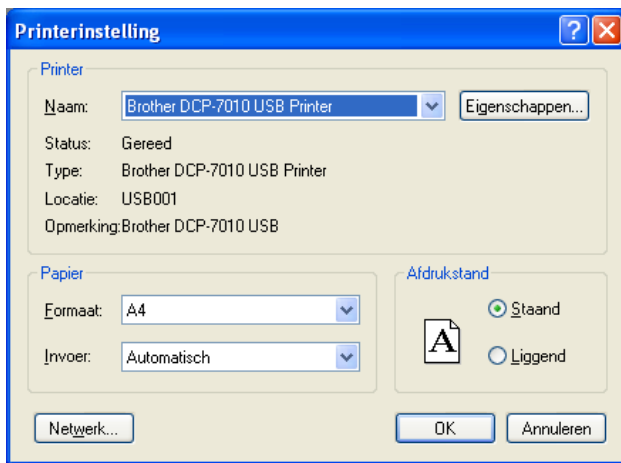 Printerinstelling
Printer
Naam: Brother DCP-7010 USB Printer Eigenschappen...
Status: Gereed
Type: Brother DCP-7010 USB Printer
Locatie: USB001
Opmerking:Brother DCP-7010 USB
Papier
Formaat: A4
Invoer: Automatisch
Afdrukstand
A
Staand
Liggend
Netwerk... OK Annuleren